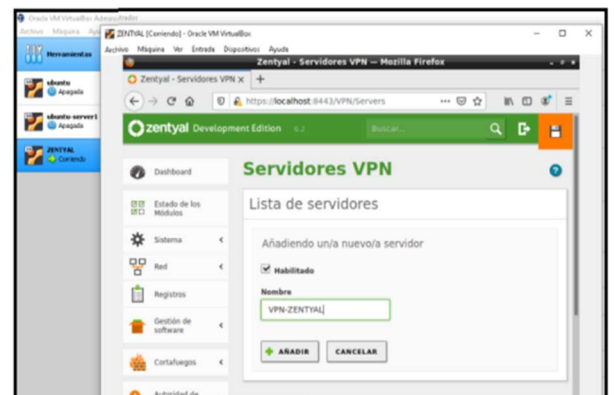 Oracle VM VirtualBox Administrador
Archivo Máquina Ayuda
Herramientas
ubuntu
Apagada
ubuntu-server1
Apagada
ZENTYAL
Corriendo
ZENTYAL [Corriendo] - Oracle VM VirtualBox
Archivo Máquina Ver Entrada Dispositivos Ayuda
Zentyal - Servidores VPN — Mozilla Firefox
Zentyal - Servidores VPN × +
https://localhost:8443/VPN/Servers
zentyal Development Edition 6.2
Buscar...
Dashboard
Estado de los
Módulos
Sistema
Red
Registros
Gestión de
software
Cortafuegos
Autoridad de
Servidores VPN
Lista de servidores
Añadiendo un/a nuevo/a servidor
Habilitado
Nombre
VPN-ZENTYAL
+ AÑADIR CANCELAR